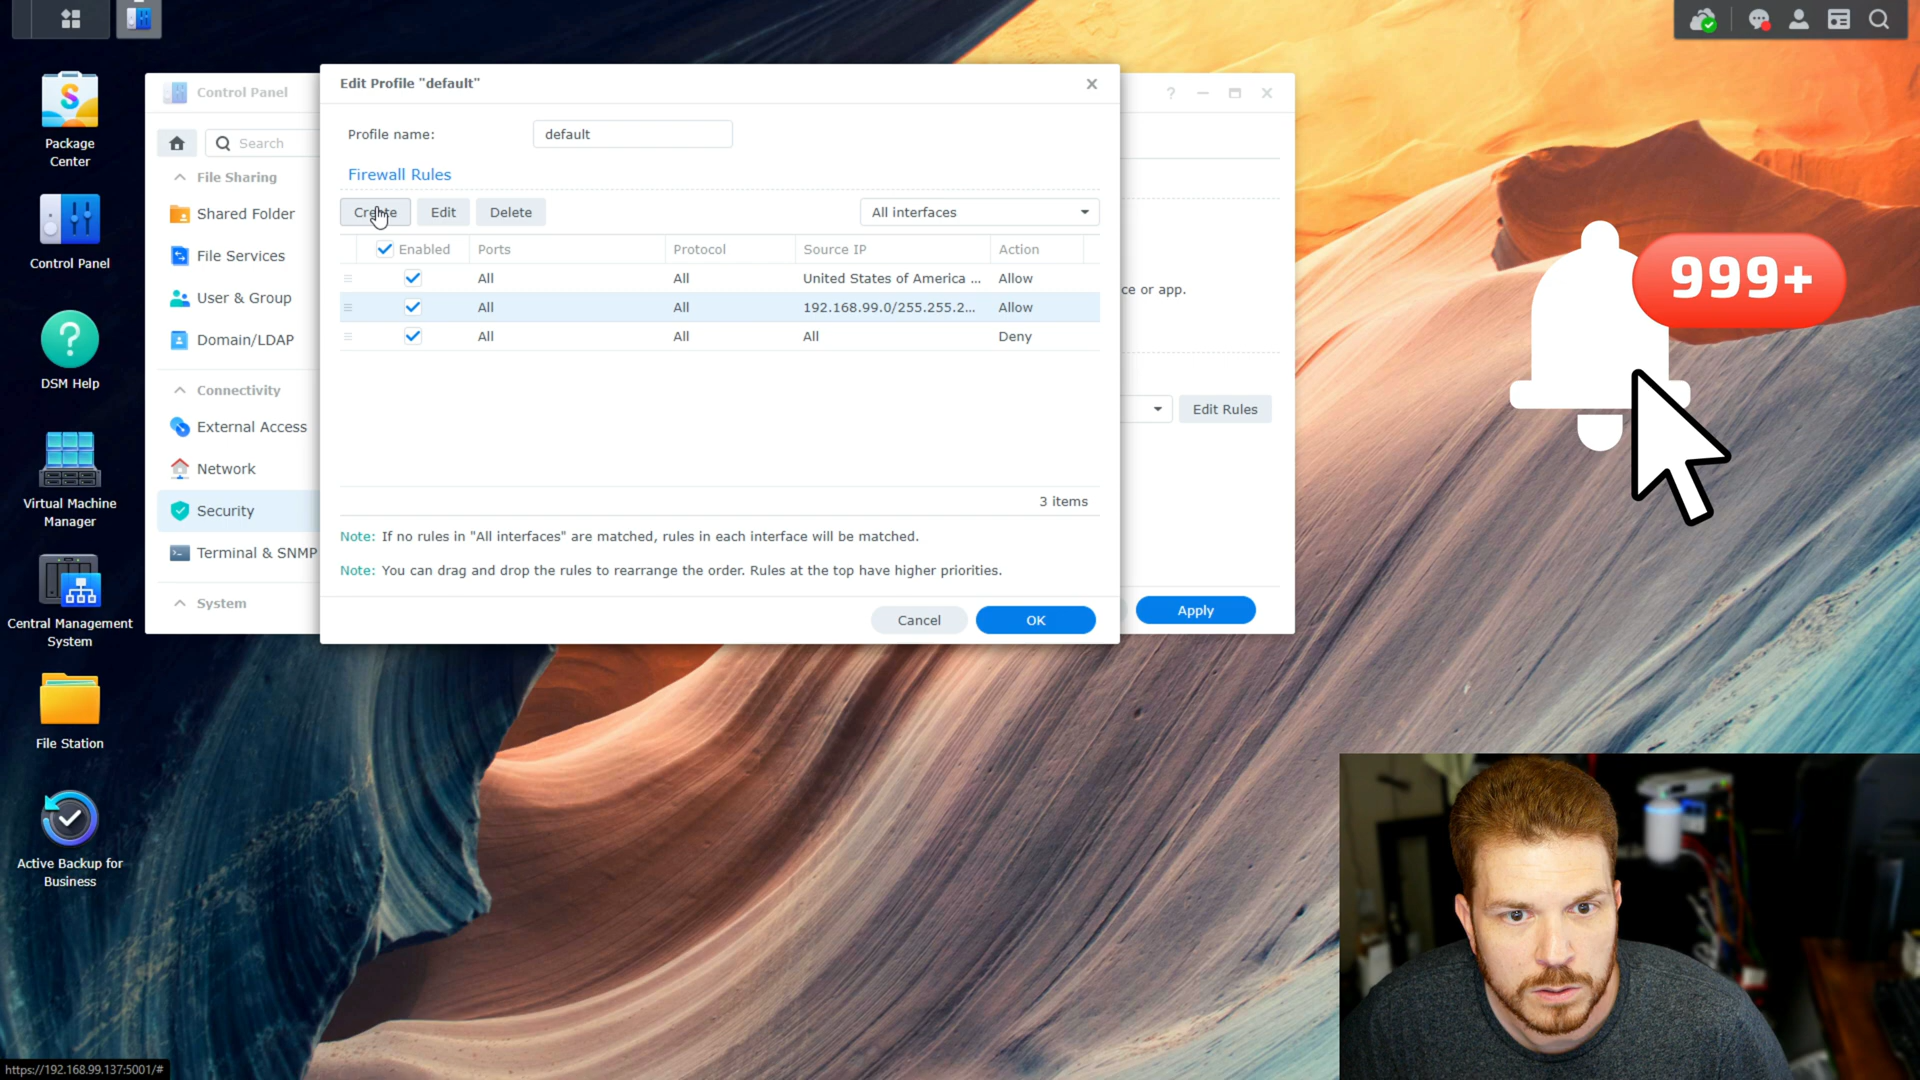 Edit Profile "default"
Control Panel
Profile name:
default
Search
Firewall Rules
Create
Edit
Delete
All interfaces
Enabled
Ports
Protocol
Source IP
Action
All
All
United States of America ...
Allow
All
All
192.168.99.0/255.255.2...
Allow
All
All
All
Deny
3 items
Note: If no rules in "All interfaces" are matched, rules in each interface will be matched.
Note: You can drag and drop the rules to rearrange the order. Rules at the top have higher priorities.
Cancel
OK
File Sharing
Shared Folder
File Services
User & Group
Domain/LDAP
Connectivity
External Access
Network
Security
Terminal & SNMP
System
ce or app.
Edit Rules
Apply
Package
Center
Control Panel
DSM Help
Virtual Machine
Manager
Central Management
System
File Station
Active Backup for
Business
999+
https://192.168.99.137:5001/#